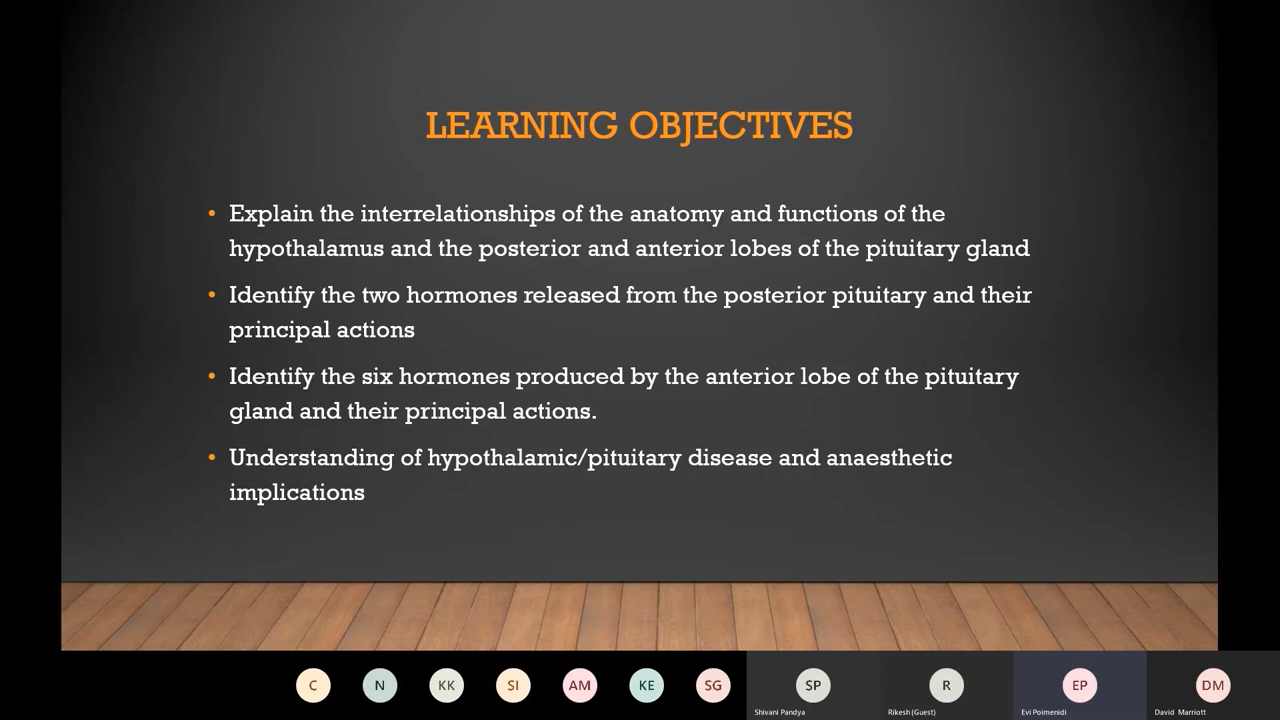 LEARNING OBJECTIVES
• Explain the interrelationships of the anatomy and functions of the
hypothalamus and the posterior and anterior lobes of the pituitary gland
• Identify the two hormones released from the posterior pituitary and their
principal actions
• Identify the six hormones produced by the anterior lobe of the pituitary
gland and their principal actions.
• Understanding of hypothalamic/pituitary disease and anaesthetic
implications
C N KK SI AM KE SG SP R EP DM
Shivani Pandya Rikesh (Guest) Evi Poimenidi David Marriott